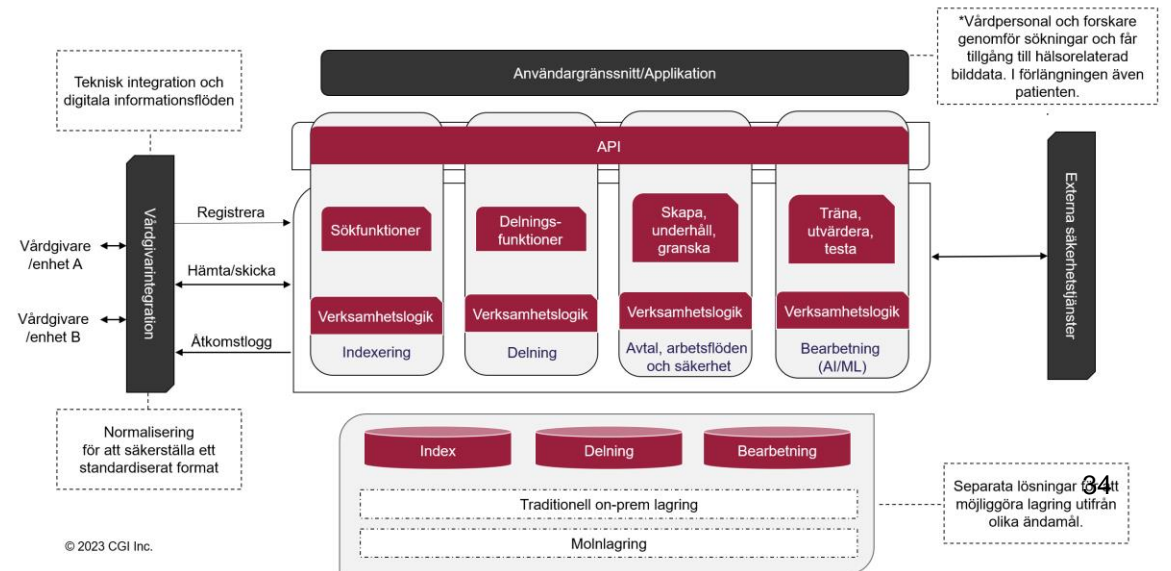 *Vårdpersonal och forskare
genomför sökningar och får
tillgång till hälsorelaterad
bilddata. I förlängningen även
patienten.
Teknisk integration och
digitala informationsflöden
Användargränssnitt/Applikation
API
Vårdgivarintegration
Externa säkerhetstjänster
Registrera
Hämta/skicka
Åtkomstlogg
Vårdgivare
/enhet A
Vårdgivare
/enhet B
Sökfunktioner
Delnings-
funktioner
Skapa,
underhåll,
granska
Träna,
utvärdera,
testa
Verksamhetslogik
Verksamhetslogik
Verksamhetslogik
Verksamhetslogik
Indexering
Delning
Avtal, arbetsflöden
och säkerhet
Bearbetning
(AI/ML)
Normalisering
för att säkerställa ett
standardiserat format
Index
Delning
Bearbetning
Traditionell on-prem lagring
Molnlagring
Separata lösningar för att
möjliggöra lagring utifrån
olika ändamål.
34
© 2023 CGI Inc.